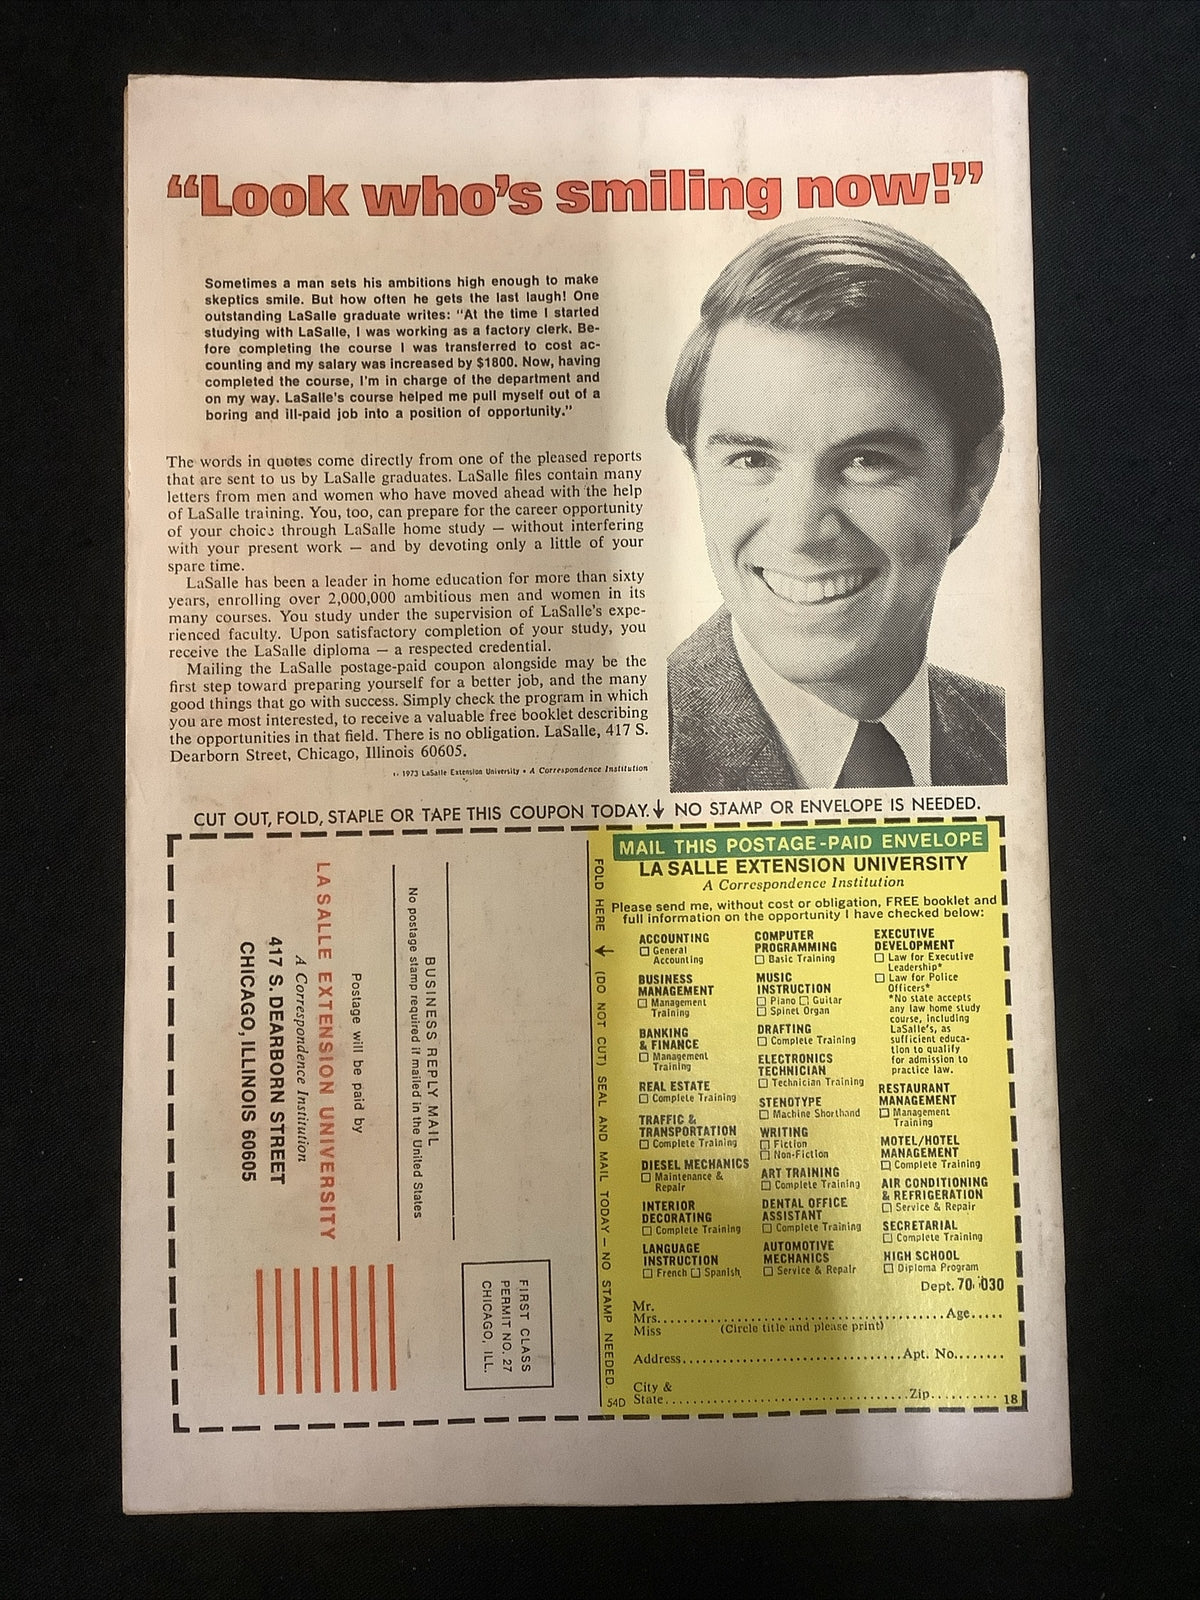 “Look who’s smiling now!”
Sometimes a man sets his ambitions high enough to make
skeptics smile. But how often he gets the last laugh! One
outstanding LaSalle graduate writes: “At the time I started
studying with LaSalle, I was working as a factory clerk. Be-
fore completing the course I was transferred to cost ac-
counting and my salary was increased by $1800. Now, having
completed the course, I’m in charge of the department and
on my way. LaSalle’s course helped me pull myself out of a
boring and ill-paid job into a position of opportunity.”
The words in quotes come directly from one of the pleased reports
that are sent to us by LaSalle graduates. LaSalle files contain many
letters from men and women who have moved ahead with the help
of LaSalle training. You, too, can prepare for the career opportunity
of your choice through LaSalle home study — without interfering
with your present work — and by devoting only a little of your
spare time.
LaSalle has been a leader in home education for more than sixty
years, enrolling over 2,000,000 ambitious men and women in its
many courses. You study under the supervision of LaSalle’s expe-
rienced faculty. Upon satisfactory completion of your study, you
receive the LaSalle diploma — a respected credential.
Mailing the LaSalle postage-paid coupon alongside may be the
first step toward preparing yourself for a better job, and the many
good things that go with success. Simply check the program in which
you are most interested, to receive a valuable free booklet describing
the opportunities in that field. There is no obligation. LaSalle, 417 S.
Dearborn Street, Chicago, Illinois 60605.
1973 LaSalle Extension University • A Correspondence Institution
CUT OUT, FOLD, STAPLE OR TAPE THIS COUPON TODAY. ↓ NO STAMP OR ENVELOPE IS NEEDED.
FIRST CLASS
PERMIT NO. 27
CHICAGO, ILL.
BUSINESS REPLY MAIL
No postage stamp required if mailed in the United States
Postage will be paid by
LA SALLE EXTENSION UNIVERSITY
A Correspondence Institution
417 S. DEARBORN STREET
CHICAGO, ILLINOIS 60605
FOLD HERE ↓ (DO NOT CUT) SEAL AND MAIL TODAY — NO STAMP NEEDED.
54D
MAIL THIS POSTAGE-PAID ENVELOPE
LA SALLE EXTENSION UNIVERSITY
A Correspondence Institution
Please send me, without cost or obligation, FREE booklet and
full information on the opportunity I have checked below:
ACCOUNTING
☐ General
Accounting
BUSINESS
MANAGEMENT
☐ Management
Training
BANKING
& FINANCE
☐ Management
Training
REAL ESTATE
☐ Complete Training
TRAFFIC &
TRANSPORTATION
☐ Complete Training
DIESEL MECHANICS
☐ Maintenance &
Repair
INTERIOR
DECORATING
☐ Complete Training
LANGUAGE
INSTRUCTION
☐ French ☐ Spanish
COMPUTER
PROGRAMMING
☐ Basic Training
MUSIC
INSTRUCTION
☐ Piano ☐ Guitar
☐ Spinet Organ
DRAFTING
☐ Complete Training
ELECTRONICS
TECHNICIAN
☐ Technician Training
STENOTYPE
☐ Machine Shorthand
WRITING
☐ Fiction
☐ Non-Fiction
ART TRAINING
☐ Complete Training
DENTAL OFFICE
ASSISTANT
☐ Complete Training
AUTOMOTIVE
MECHANICS
☐ Service & Repair
EXECUTIVE
DEVELOPMENT
☐ Law for Executive
Leadership*
☐ Law for Police
Officers*
*No state accepts
any law home study
course, including
LaSalle’s, as
sufficient educa-
tion to qualify
for admission to
practice law.
RESTAURANT
MANAGEMENT
☐ Management
Training
MOTEL/HOTEL
MANAGEMENT
☐ Complete Training
AIR CONDITIONING
& REFRIGERATION
☐ Service & Repair
SECRETARIAL
☐ Complete Training
HIGH SCHOOL
☐ Diploma Program
Dept. 70-030
Mr.
Mrs. Age
Miss (Circle title and please print)
Address Apt. No.
City &
State Zip
18